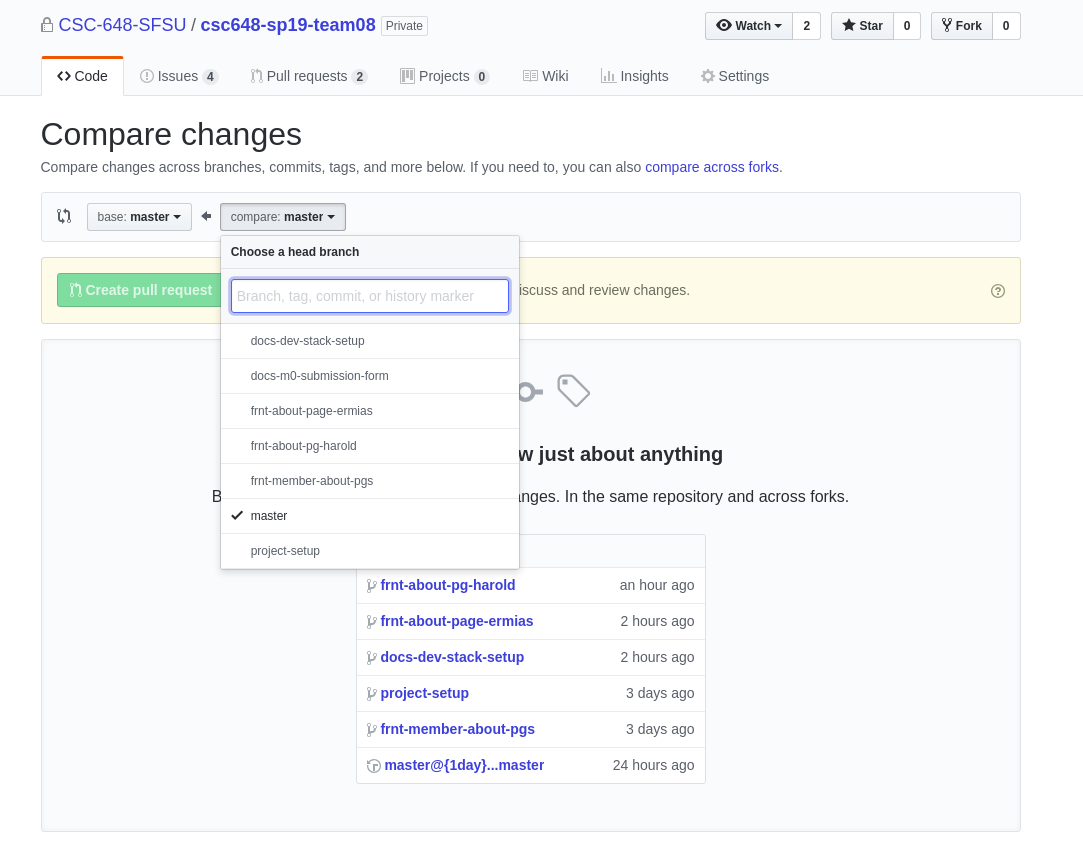 CSC-648-SFSU / csc648-sp19-team08 Private Watch 2 Star 0 Fork 0
Code Issues 4 Pull requests 2 Projects 0 Wiki Insights Settings
Compare changes
Compare changes across branches, commits, tags, and more below. If you need to, you can also compare across forks.
base: master compare: master
Choose a head branch
Branch, tag, commit, or history marker
Create pull request iscuss and review changes.
docs-dev-stack-setup
docs-m0-submission-form
frnt-about-page-ermias
frnt-about-pg-harold
frnt-member-about-pgs
master
project-setup
w just about anything
B anges. In the same repository and across forks.
frnt-about-pg-harold an hour ago
frnt-about-page-ermias 2 hours ago
docs-dev-stack-setup 2 hours ago
project-setup 3 days ago
frnt-member-about-pgs 3 days ago
master@{1day}...master 24 hours ago